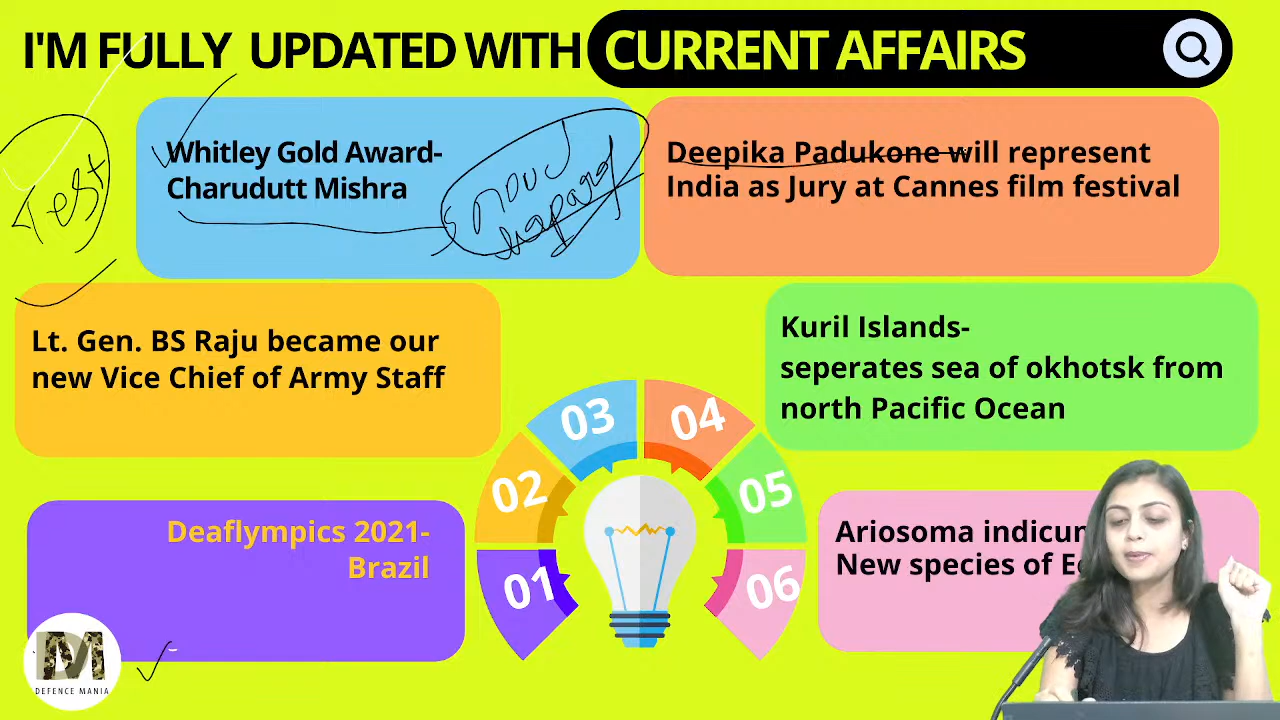 I'M FULLY UPDATED WITH CURRENT AFFAIRS
Test
Whitley Gold Award-
Charudutt Mishra
Deepika Padukone will represent
India as Jury at Cannes film festival
Lt. Gen. BS Raju became our
new Vice Chief of Army Staff
Kuril Islands-
seperates sea of okhotsk from
north Pacific Ocean
Deaflympics 2021-
Brazil
Ariosoma
New species of
01
02
03
04
05
06
DM
DEFENCE MANIA